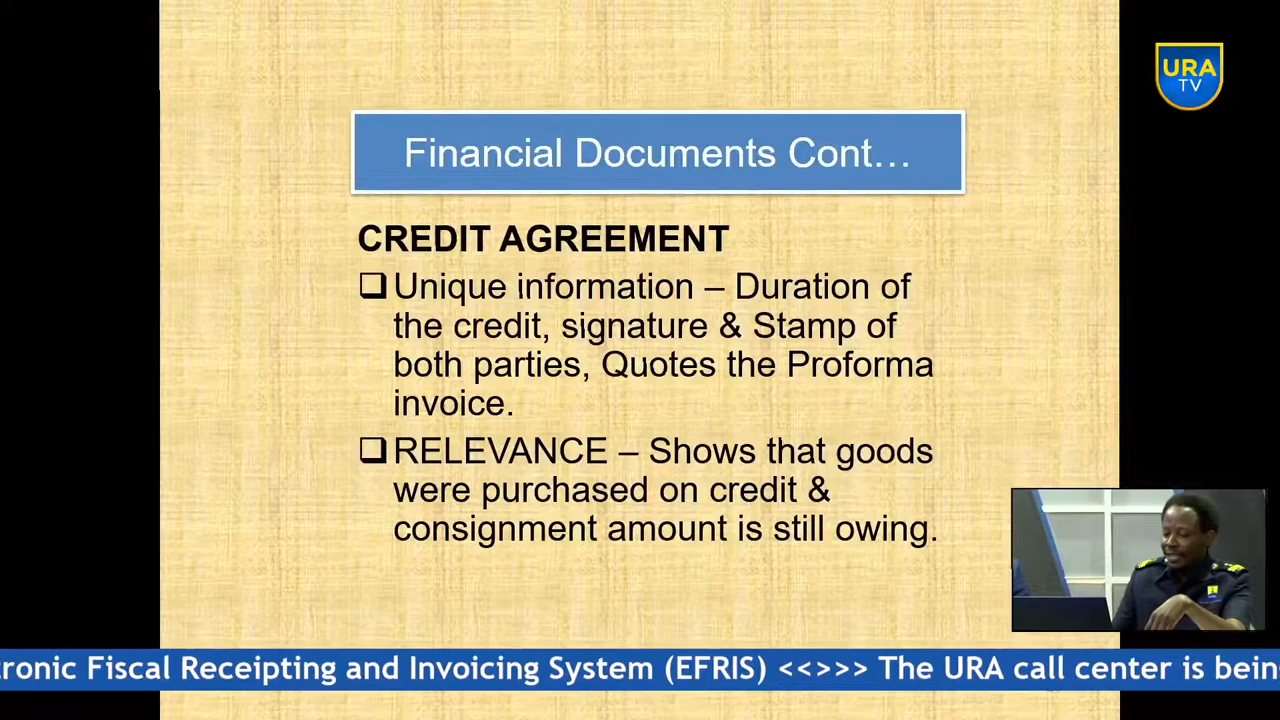 URA
TV
Financial Documents Cont…
CREDIT AGREEMENT
Unique information – Duration of
the credit, signature & Stamp of
both parties, Quotes the Proforma
invoice.
RELEVANCE – Shows that goods
were purchased on credit &
consignment amount is still owing.
tronic Fiscal Receipting and Invoicing System (EFRIS) <<>>> The URA call center is bein